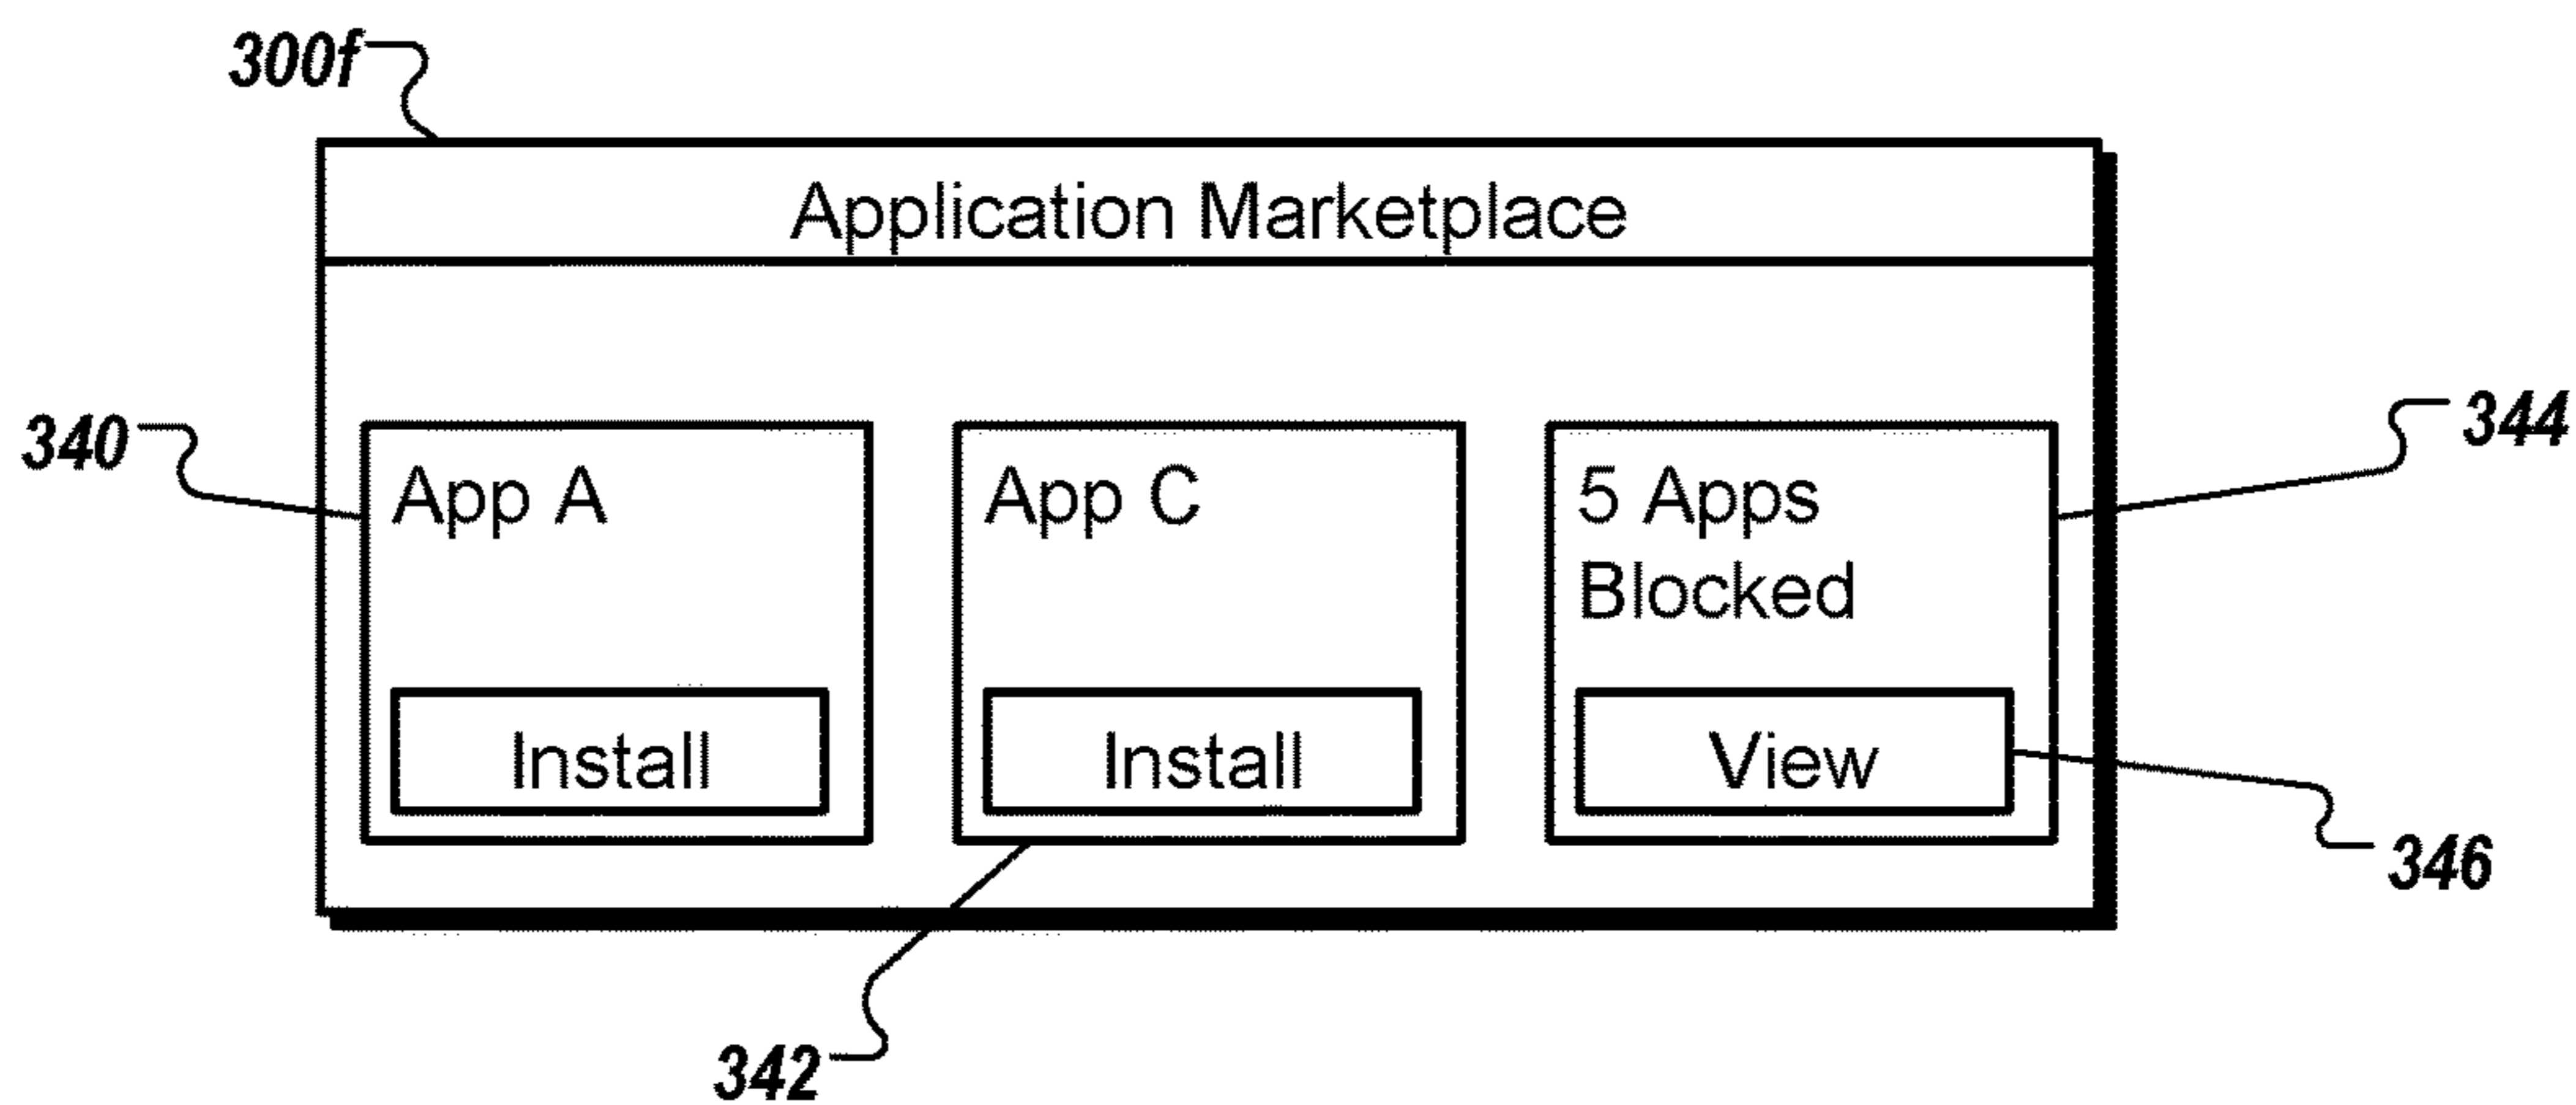 300f
Application Marketplace
340
344
App A
App C
5 Apps
Blocked
Install
Install
View
346
342